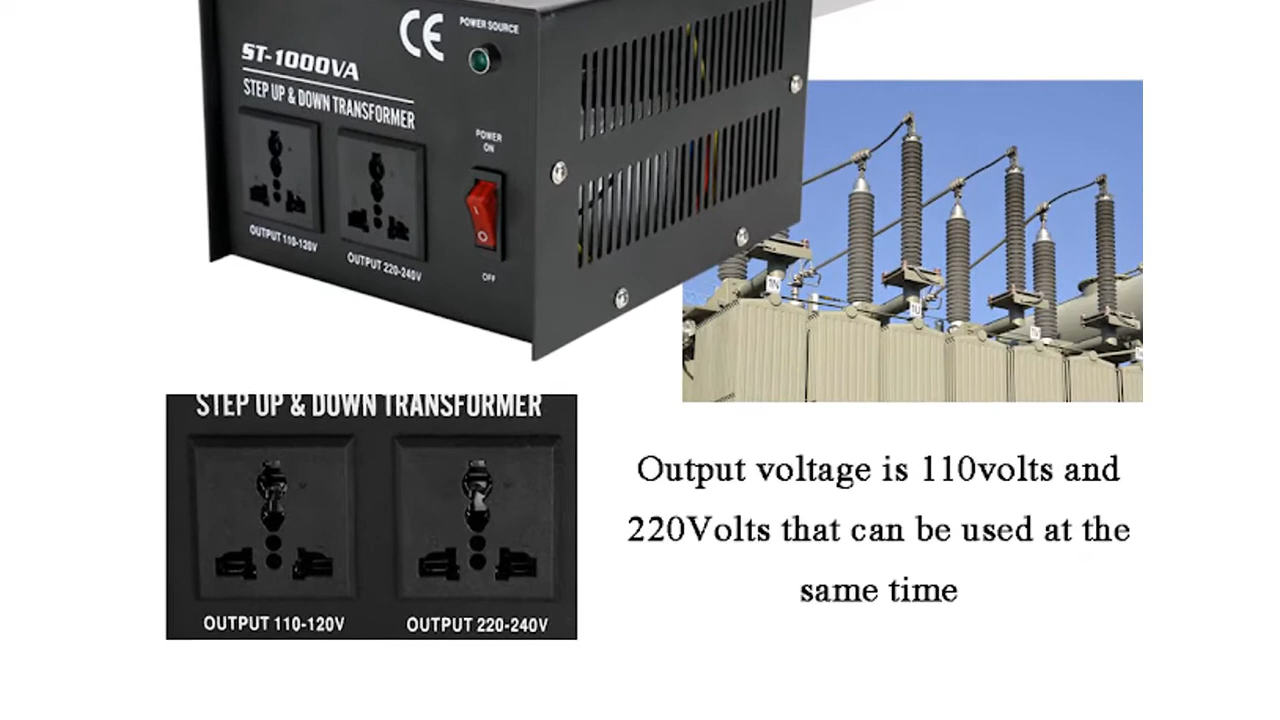 CE
POWER SOURCE
ST-1000VA
STEP UP & DOWN TRANSFORMER
POWER
ON
OUTPUT 110-120V
OUTPUT 220-240V
OFF
STEP UP & DOWN TRANSFORMER
OUTPUT 110-120V
OUTPUT 220-240V
Output voltage is 110volts and
220Volts that can be used at the
same time